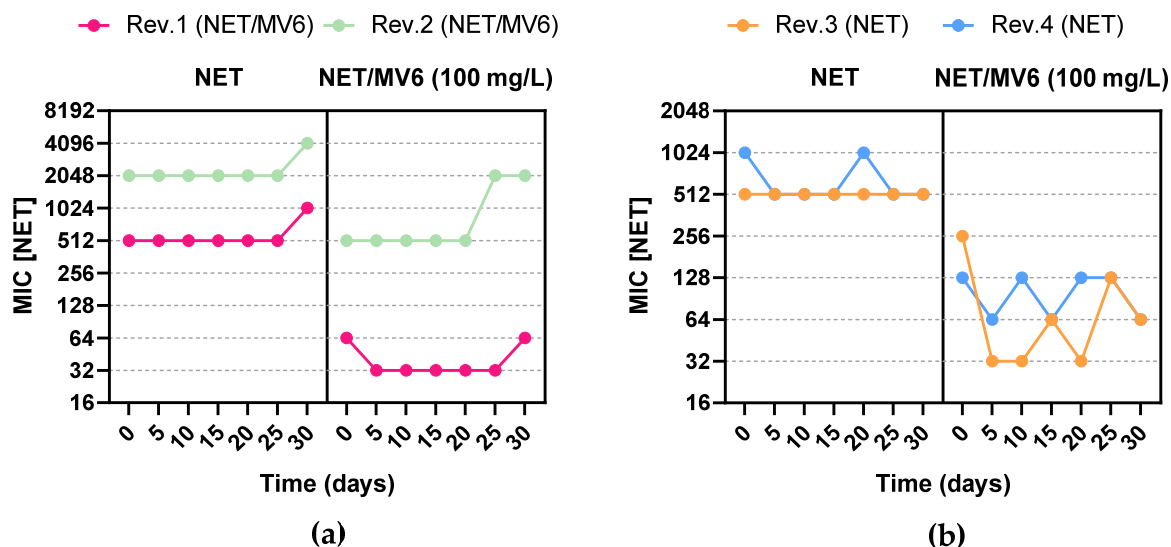 Rev.1 (NET/MV6) Rev.2 (NET/MV6)
NET NET/MV6 (100 mg/L)
MIC [NET]
8192
4096
2048
1024
512
256
128
64
32
16
0 5 10 15 20 25 30 0 5 10 15 20 25 30
Time (days)
(a)
Rev.3 (NET) Rev.4 (NET)
NET NET/MV6 (100 mg/L)
MIC [NET]
2048
1024
512
256
128
64
32
16
0 5 10 15 20 25 30 0 5 10 15 20 25 30
Time (days)
(b)